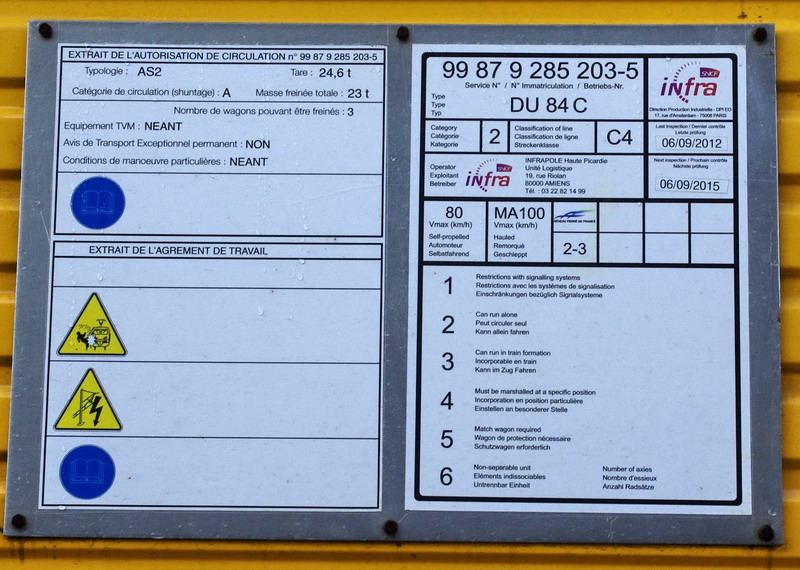 EXTRAIT DE L'AUTORISATION DE CIRCULATION n° 99 87 9 285 203-5
Typologie : AS2 Tare : 24,6 t
Catégorie de circulation (shuntage) : A Masse freinée totale : 23 t
Nombre de wagons pouvant être freinés : 3
Equipement TVM : NEANT
Avis de Transport Exceptionnel permanent : NON
Conditions de manoeuvre particulières : NEANT
EXTRAIT DE L'AGREMENT DE TRAVAIL
99 87 9 285 203-5
Service N° / N° Immatriculation / Betriebs-Nr.
Type
Type
Typ
DU 84 C
SNCF
infra
Direction Production Industrielle - DPI EO
17, rue d'Amsterdam - 75008 PARIS
Category
Catégorie
Kategorie
2
Classification of line
Classification de ligne
Streckenklasse
C4
Last Inspection / Dernier contrôle
Letzte prüfung
06/09/2012
Operator
Exploitant
Betreiber
SNCF
infra
INFRAPOLE Haute Picardie
Unité Logistique
19, rue Riolan
80000 AMIENS
Tél. : 03 22 82 14 99
Next inspection / Prochain contrôle
Nächste prüfung
06/09/2015
80
Vmax (km/h)
Self-propelled
Automoteur
Selbstfahrend
MA100
Vmax (km/h)
Hauled
Remorqué
Geschleppt
RÉSEAU FERRÉ DE FRANCE
2-3
1
Restrictions with signalling systems
Restrictions avec les systèmes de signalisation
Einschränkungen bezüglich Signalsysteme
2
Can run alone
Peut circuler seul
Kann allein fahren
3
Can run in train formation
Incorporable en train
Kann im Zug Fahren
4
Must be marshalled at a specific position
Incorporation en position particulière
Einstellen an besonderer Stelle
5
Match wagon required
Wagon de protection nécessaire
Schutzwagen erforderlich
6
Non-separable unit
Eléments indissociables
Untrennbar Einheit
Number of axies
Nombre d'essieux
Anzahl Radsätze